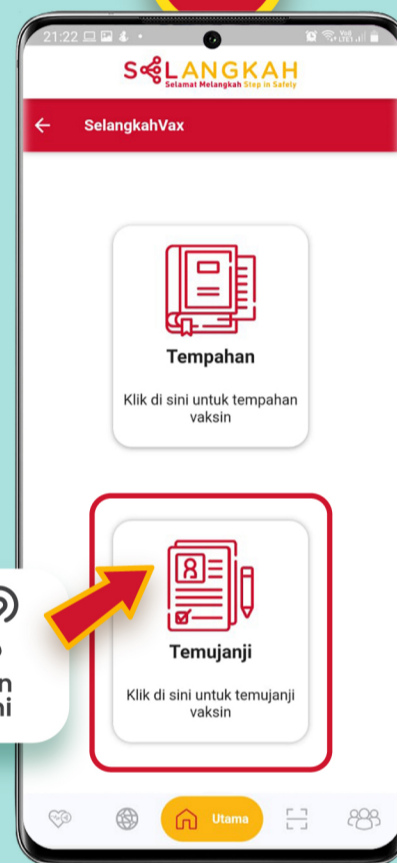 21:22
SELANGKAH
Selamat Melangkah Step in Safely
SelangkahVax
Tempahan
Klik di sini untuk tempahan
vaksin
Temujanji
Klik di sini untuk temujanji
vaksin
Utama